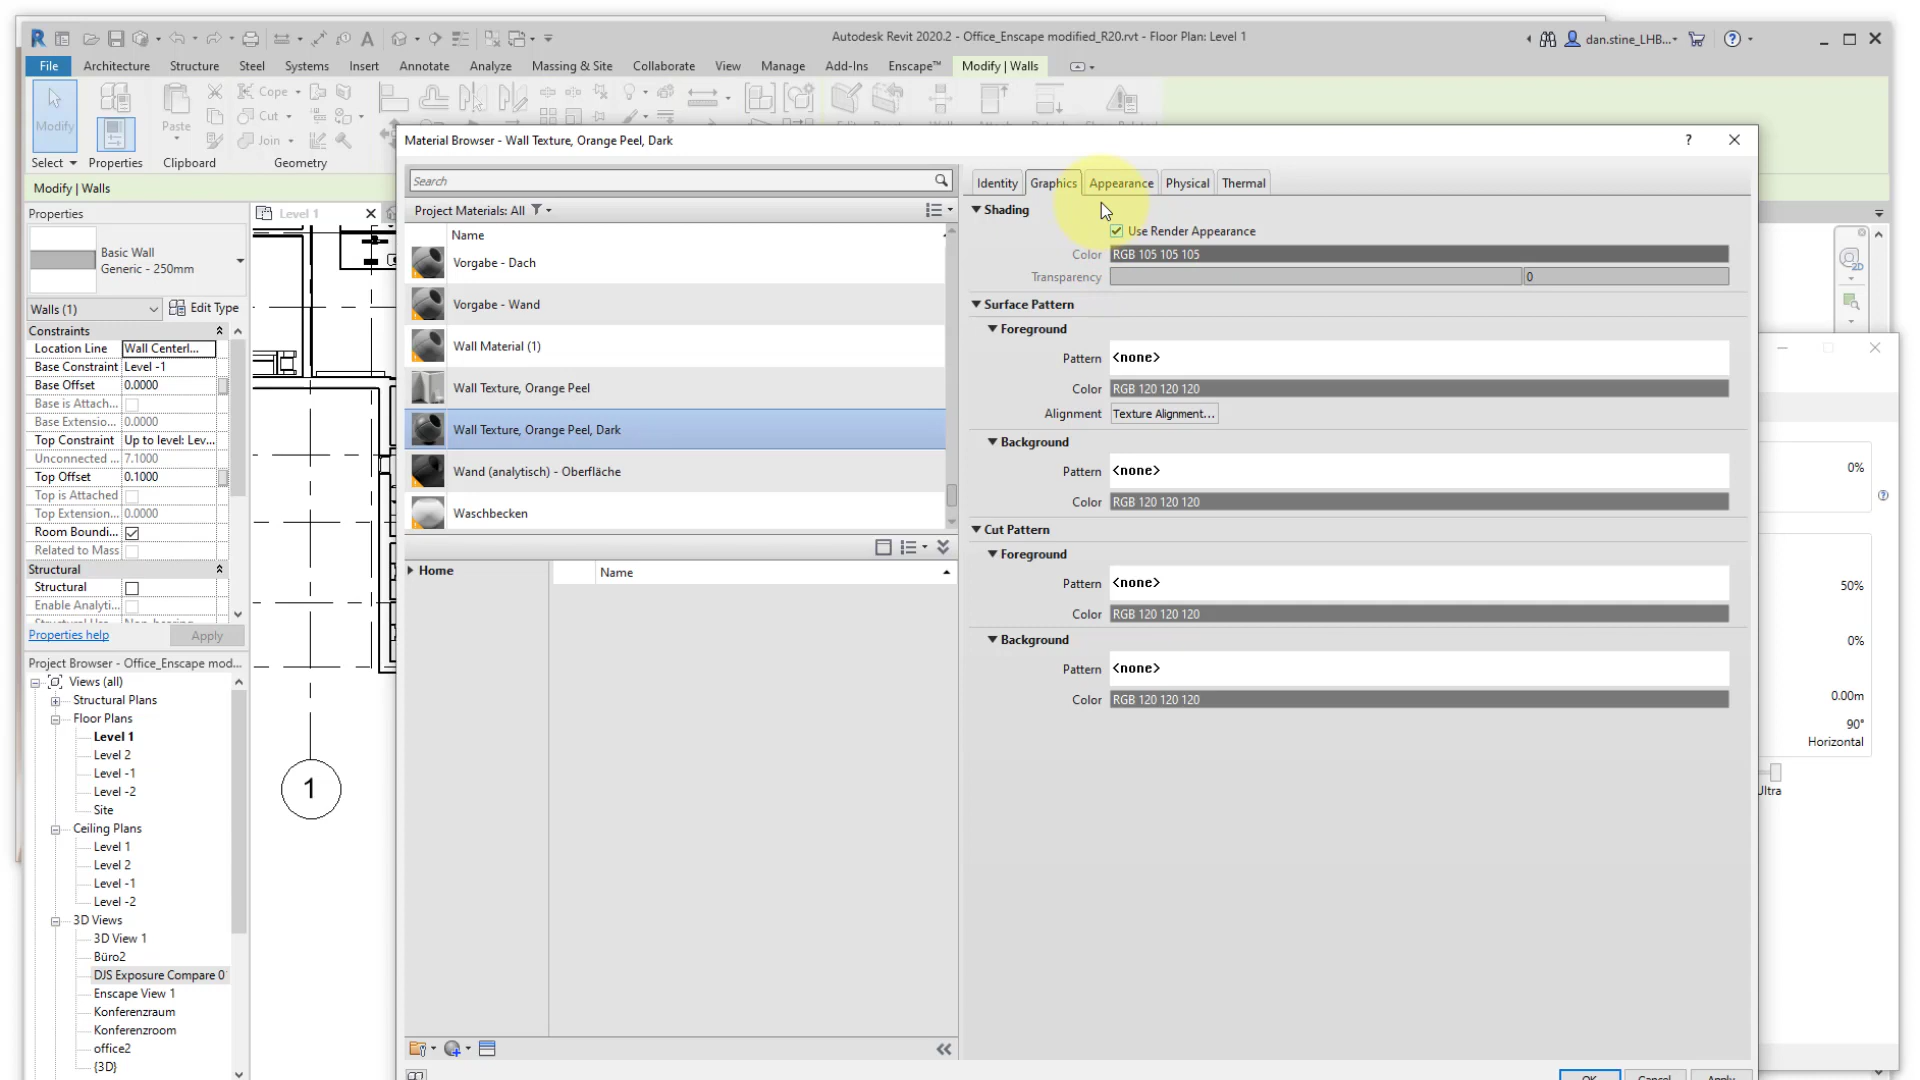 Autodesk Revit 2020.2 - Office_Enscape modified_R20.rvt - Floor Plan: Level 1
dan.stine_LHB...
File Architecture Structure Steel Systems Insert Annotate Analyze Massing & Site Collaborate View Manage Add-Ins Enscape™ Modify | Walls
Modify
Paste
Cope
Cut
Join
Select Properties Clipboard Geometry
Modify | Walls
Properties
Basic Wall
Generic - 250mm
Walls (1) Edit Type
Constraints
Location Line Wall Centerl...
Base Constraint Level -1
Base Offset 0.0000
Base is Attach...
Base Extensio... 0.0000
Top Constraint Up to level: Lev...
Unconnected ... 7.1000
Top Offset 0.1000
Top is Attached
Top Extension... 0.0000
Room Boundi...
Related to Mass
Structural
Structural
Enable Analyti...
Properties help Apply
Project Browser - Office_Enscape mod...
Views (all)
Structural Plans
Floor Plans
Level 1
Level 2
Level -1
Level -2
Site
Ceiling Plans
Level 1
Level 2
Level -1
Level -2
3D Views
3D View 1
Büro2
DJS Exposure Compare 0
Enscape View 1
Konferenzraum
Konferenzroom
office2
{3D}
Level 1
1
Material Browser - Wall Texture, Orange Peel, Dark
?
Search
Project Materials: All
Name
Vorgabe - Dach
Vorgabe - Wand
Wall Material (1)
Wall Texture, Orange Peel
Wall Texture, Orange Peel, Dark
Wand (analytisch) - Oberfläche
Waschbecken
Home
Name
Identity Graphics Appearance Physical Thermal
Shading
Use Render Appearance
Color RGB 105 105 105
Transparency 0
Surface Pattern
Foreground
Pattern <none>
Color RGB 120 120 120
Alignment Texture Alignment...
Background
Pattern <none>
Color RGB 120 120 120
Cut Pattern
Foreground
Pattern <none>
Color RGB 120 120 120
Background
Pattern <none>
Color RGB 120 120 120
OK Cancel Apply
2D
0%
50%
0%
0.00m
90°
Horizontal
Ultra